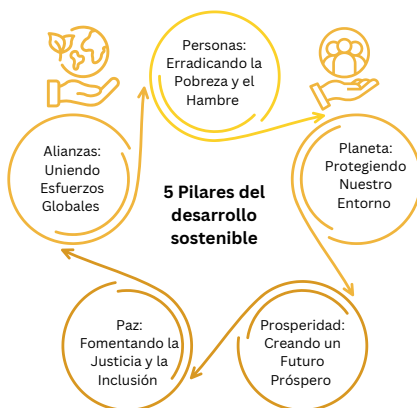 Personas:
Erradicando la
Pobreza y el
Hambre
Planeta:
Protegiendo
Nuestro
Entorno
Prosperidad:
Creando un
Futuro
Próspero
Paz:
Fomentando la
Justicia y la
Inclusión
Alianzas:
Uniendo
Esfuerzos
Globales
5 Pilares del
desarrollo
sostenible